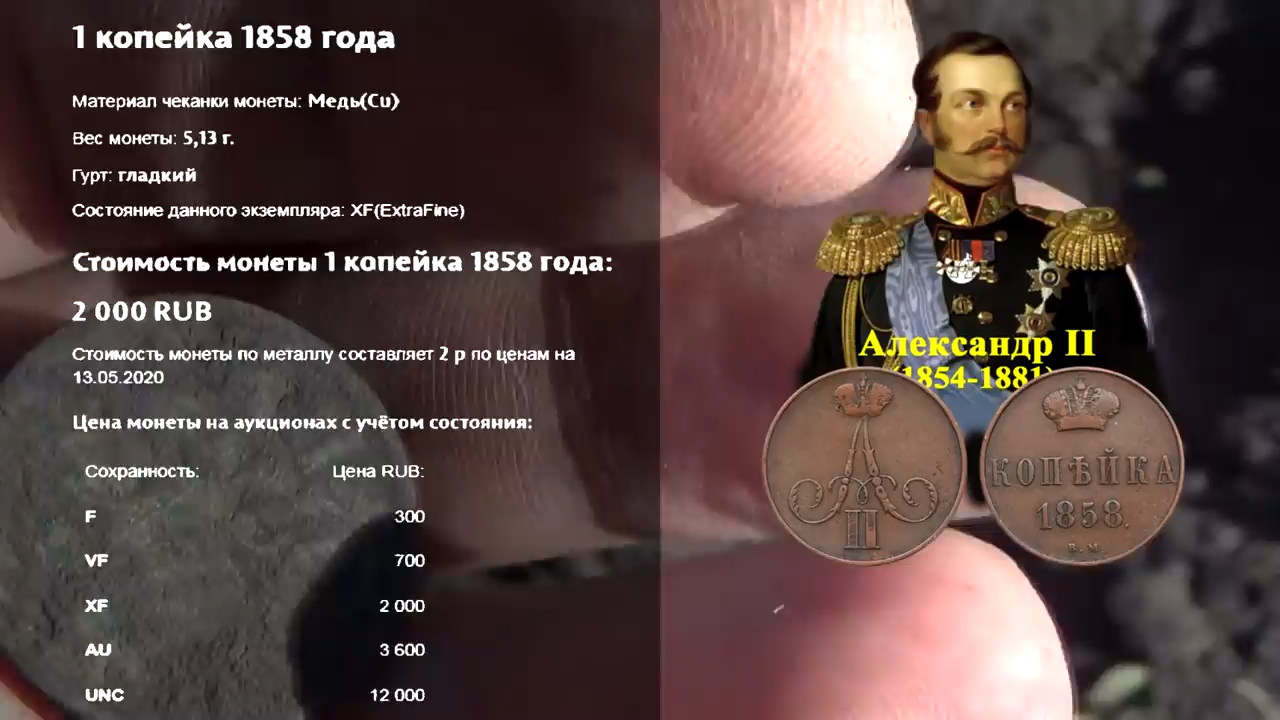 1 копейка 1858 года
Материал чеканки монеты: Медь(Cu)
Вес монеты: 5,13 г.
Гурт: гладкий
Состояние данного экземпляра: XF(ExtraFine)
Стоимость монеты 1 копейка 1858 года:
2 000 RUB
Стоимость монеты по металлу составляет 2 р по ценам на
13.05.2020
Цена монеты на аукционах с учётом состояния:
Сохранность: Цена RUB:
F 300
VF 700
XF 2 000
AU 3 600
UNC 12 000
Александр II
(1854-1881)
II
КОПѢЙКА
1858.
В. М.